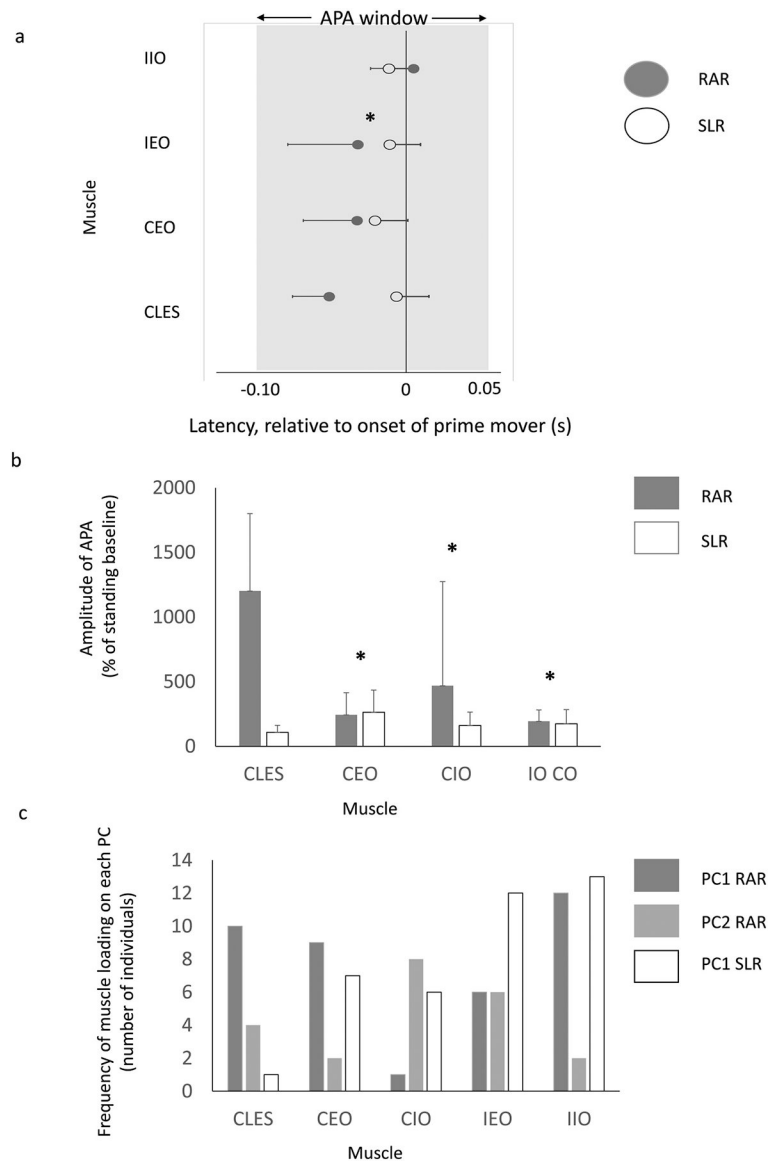 a
APA window
IIO
IEO
CEO
CLES
Muscle
*
RAR
SLR
-0.10 0 0.05
Latency, relative to onset of prime mover (s)
b
Amplitude of APA
(% of standing baseline)
2000
1500
1000
500
0
*
*
*
RAR
SLR
CLES CEO CIO IO CO
Muscle
c
Frequency of muscle loading on each PC
(number of individuals)
14
12
10
8
6
4
2
0
PC1 RAR
PC2 RAR
PC1 SLR
CLES CEO CIO IEO IIO
Muscle